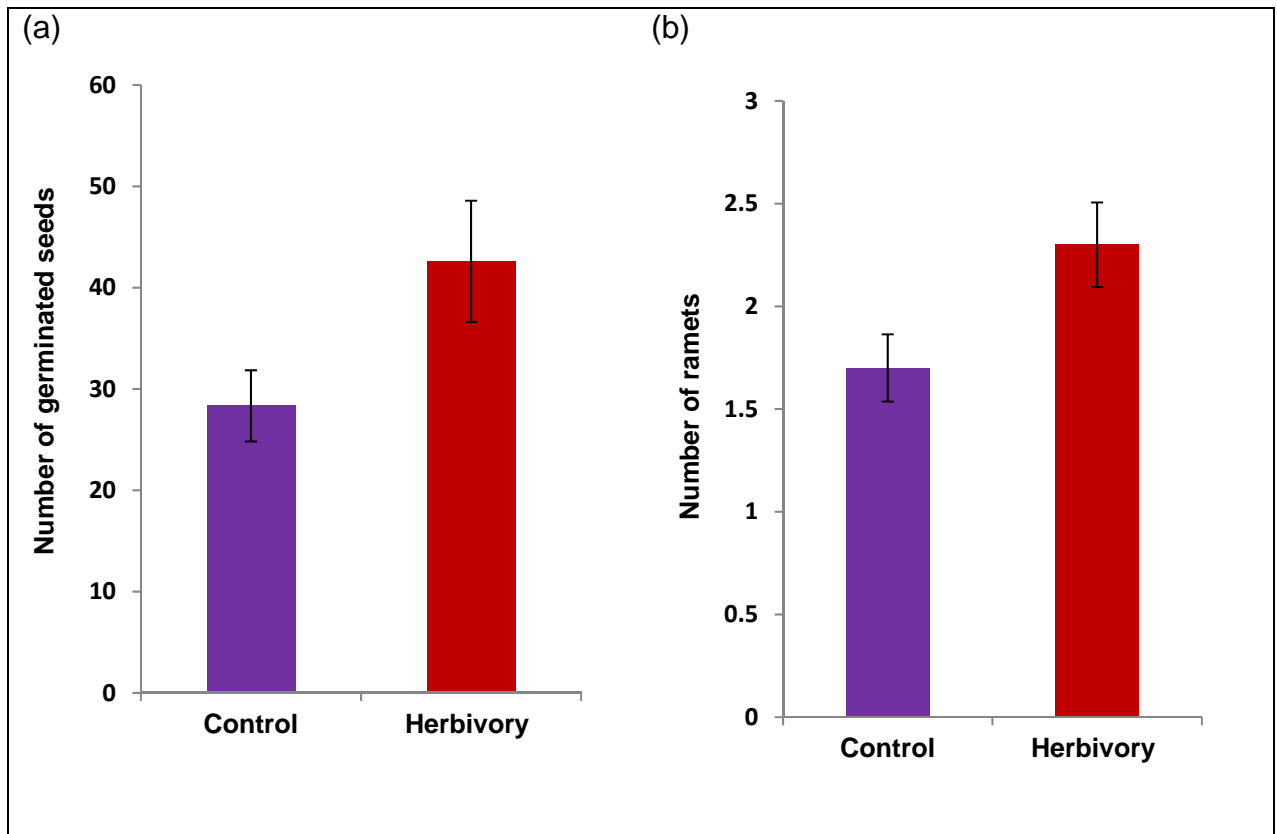 (a)
60
50
40
30
20
10
0
Number of germinated seeds
Control Herbivory
(b)
3
2.5
2
1.5
1
0.5
0
Number of ramets
Control Herbivory